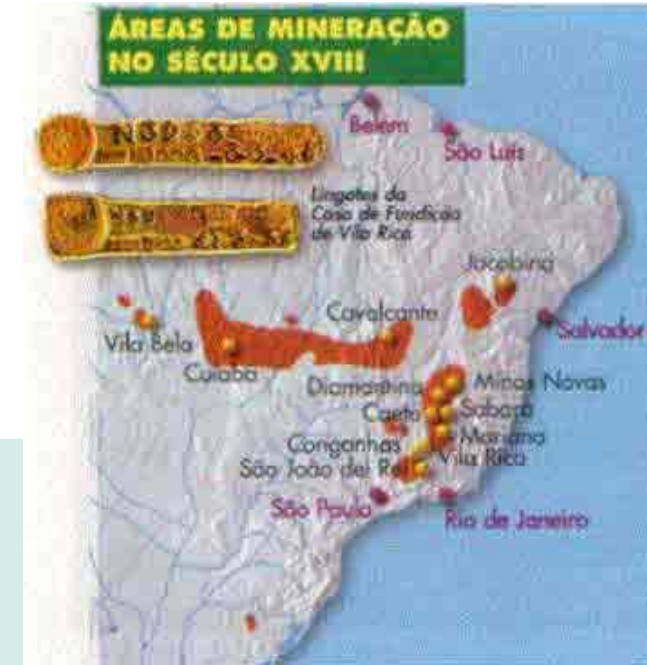 ÁREAS DE MINERAÇÃO
NO SÉCULO XVIII
Belém
São Luís
Lingotes da
Casa de Fundição
de Vila Rica
Jacobina
Cavalcante
Salvador
Vila Bela
Cuiabá
Diamantina
Minas Novas
Caeté
Sabará
Mariana
Conganhas
Vila Rica
São João del Rei
São Paulo
Rio de Janeiro